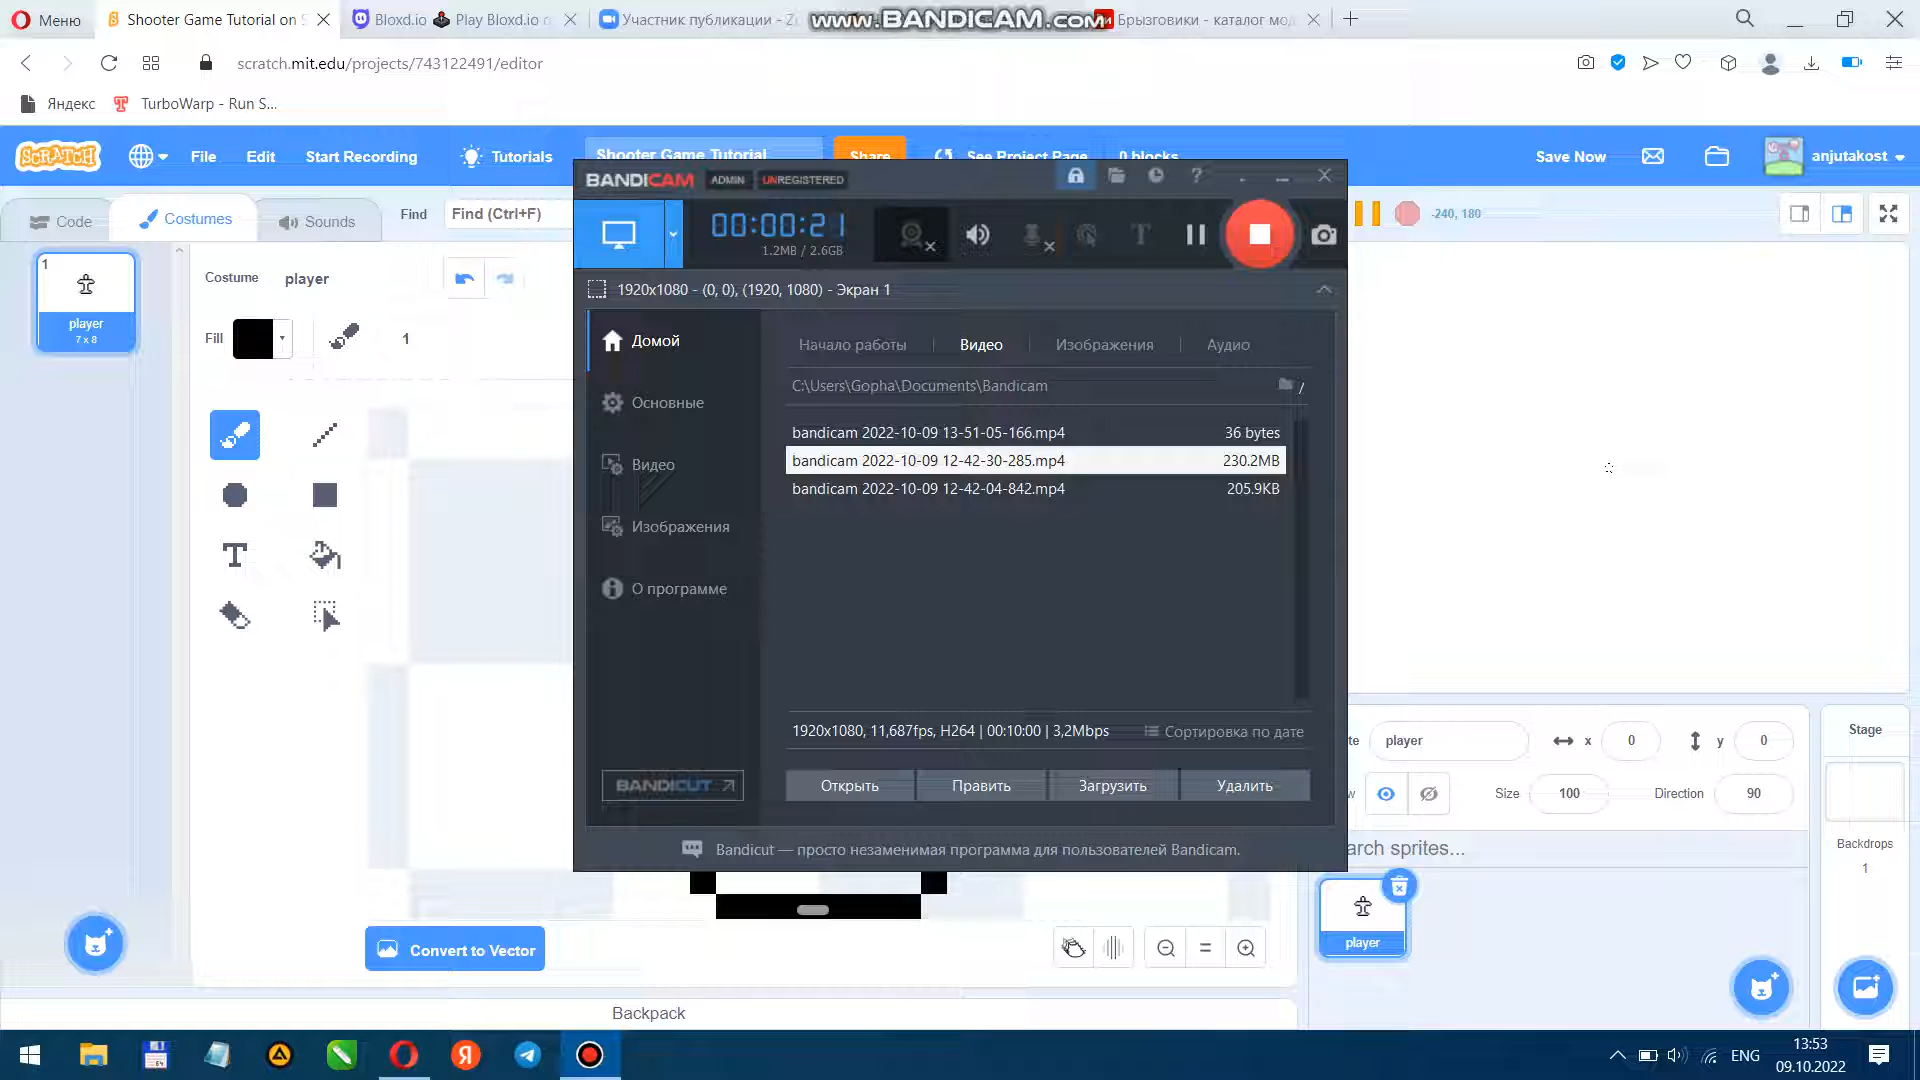 Меню
Shooter Game Tutorial on
Bloxd.io
Play Bloxd.io
Участник публикации - Z
www.BANDICAM.com
Брызговики - каталог мо
scratch.mit.edu/projects/743122491/editor
Яндекс
TurboWarp - Run S...
SCRATCH
File
Edit
Start Recording
Tutorials
Shooter Game Tutorial
Share
See Project Page
0 blocks
Save Now
anjutakost
Code
Costumes
Sounds
Find
Find (Ctrl+F)
-240, 180
BANDICAM
ADMIN
UNREGISTERED
00:00:21
1.2MB / 2.6GB
1920x1080 - (0, 0), (1920, 1080) - Экран 1
1
player
7 x 8
Costume
player
Fill
1
Домой
Основные
Видео
Изображения
О программе
BANDICUT
Начало работы
Видео
Изображения
Аудио
C:\Users\Gopha\Documents\Bandicam
/
bandicam 2022-10-09 13-51-05-166.mp4
36 bytes
bandicam 2022-10-09 12-42-30-285.mp4
230.2MB
bandicam 2022-10-09 12-42-04-842.mp4
205.9KB
1920x1080, 11,687fps, H264 | 00:10:00 | 3,2Mbps
Сортировка по дате
Открыть
Править
Загрузить
Удалить
Bandicut — просто незаменимая программа для пользователей Bandicam.
te
player
x
0
y
0
w
Size
100
Direction
90
arch sprites...
player
Stage
Backdrops
1
Convert to Vector
Backpack
64
ENG
13:53
09.10.2022